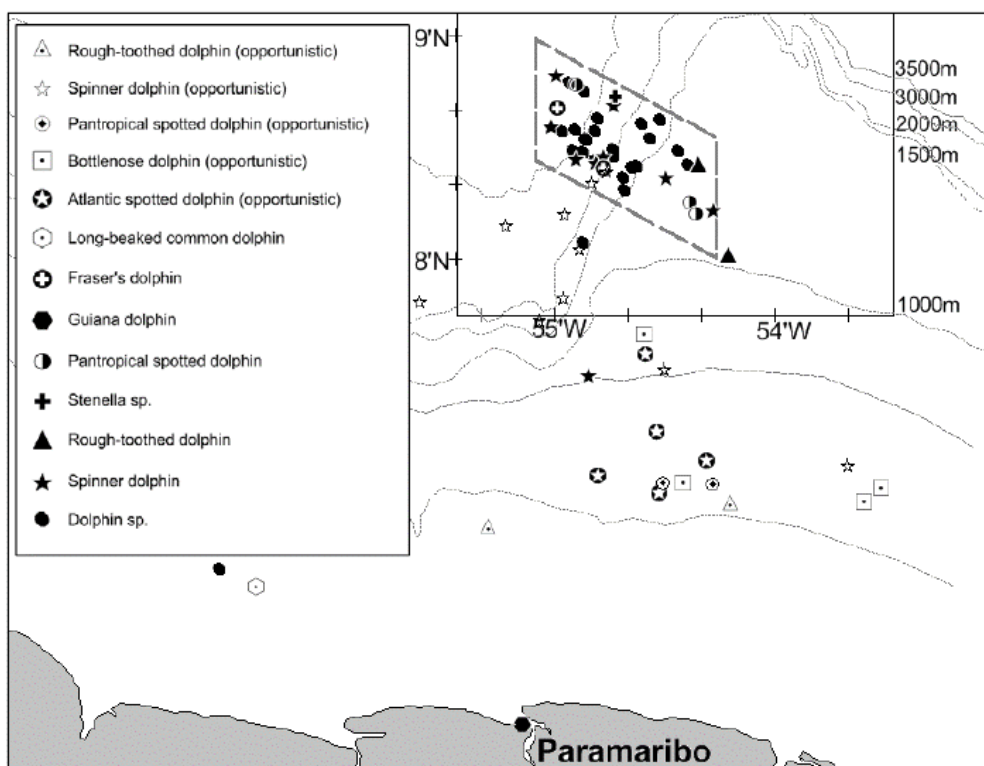 Rough-toothed dolphin (opportunistic)
Spinner dolphin (opportunistic)
Pantropical spotted dolphin (opportunistic)
Bottlenose dolphin (opportunistic)
Atlantic spotted dolphin (opportunistic)
Long-beaked common dolphin
Fraser's dolphin
Guiana dolphin
Pantropical spotted dolphin
Stenella sp.
Rough-toothed dolphin
Spinner dolphin
Dolphin sp.
9°N
8°N
55°W
54°W
3500m
3000m
2000m
1500m
1000m
Paramaribo